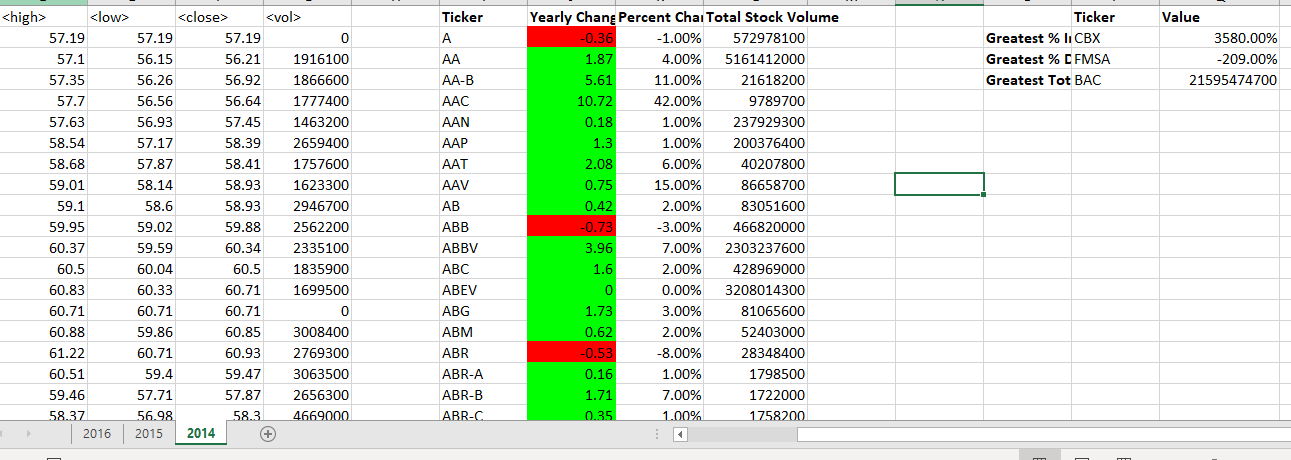 <high> <low> <close> <vol> Ticker Yearly Chang Percent Chai Total Stock Volume Ticker Value
57.19 57.19 57.19 0 A -0.36 -1.00% 572978100 Greatest % I CBX 3580.00%
57.1 56.15 56.21 1916100 AA 1.87 4.00% 5161412000 Greatest % D FMSA -209.00%
57.35 56.26 56.92 1866600 AA-B 5.61 11.00% 21618200 Greatest Tot BAC 21595474700
57.7 56.56 56.64 1777400 AAC 10.72 42.00% 9789700
57.63 56.93 57.45 1463200 AAN 0.18 1.00% 237929300
58.54 57.17 58.39 2659400 AAP 1.3 1.00% 200376400
58.68 57.87 58.41 1757600 AAT 2.08 6.00% 40207800
59.01 58.14 58.93 1623300 AAV 0.75 15.00% 86658700
59.1 58.6 58.93 2946700 AB 0.42 2.00% 83051600
59.95 59.02 59.88 2562200 ABB -0.73 -3.00% 466820000
60.37 59.59 60.34 2335100 ABBV 3.96 7.00% 2303237600
60.5 60.04 60.5 1835900 ABC 1.6 2.00% 428969000
60.83 60.33 60.71 1699500 ABEV 0 0.00% 3208014300
60.71 60.71 60.71 0 ABG 1.73 3.00% 81065600
60.88 59.86 60.85 3008400 ABM 0.62 2.00% 52403000
61.22 60.71 60.93 2769300 ABR -0.53 -8.00% 28348400
60.51 59.4 59.47 3063500 ABR-A 0.16 1.00% 1798500
59.46 57.71 57.87 2656300 ABR-B 1.71 7.00% 1722000
58.37 56.98 58.3 4669000 ABR-C 0.35 1.00% 1758200
2016 2015 2014